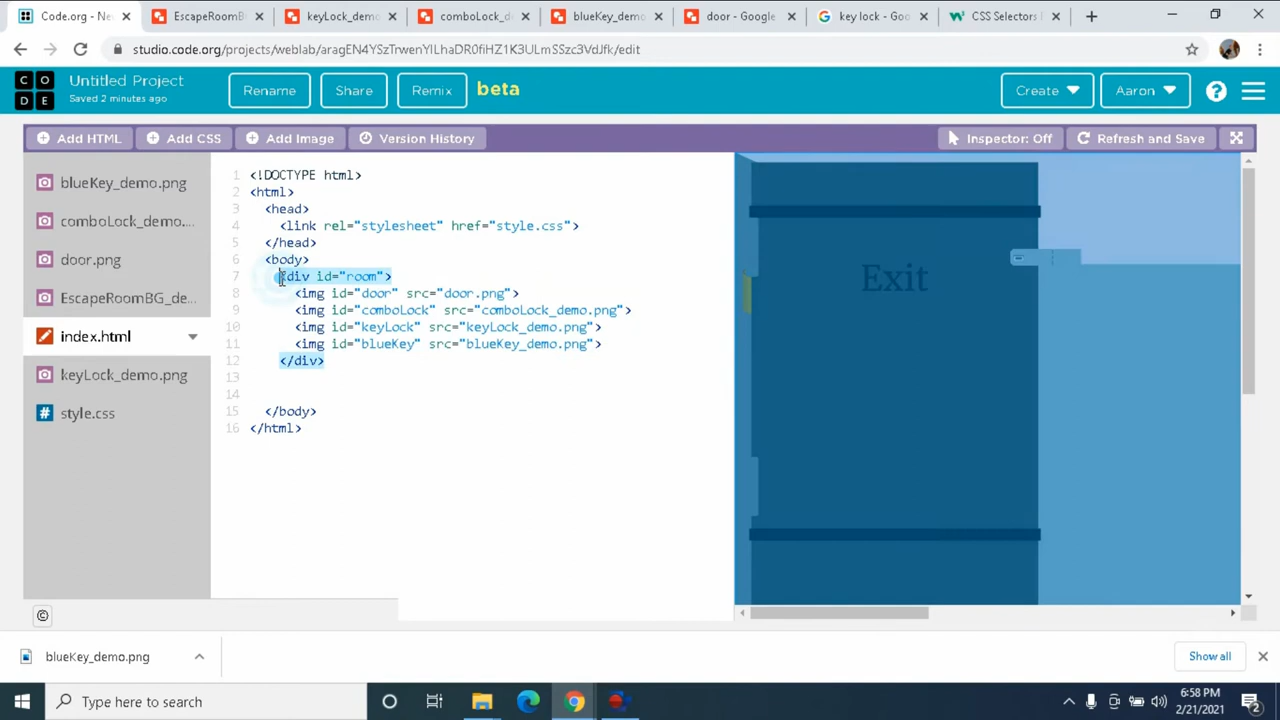 Code.org - Ne
EscapeRoomB
keyLock_demo.
comboLock_de
blueKey_demo
door - Google
key lock - Goo
CSS Selectors
studio.code.org/projects/weblab/aragEN4YSzTrwenYILhaDR0fiHZ1K3ULmSSzc3VdJfk/edit
CO
DE
Untitled Project
Saved 2 minutes ago
Rename
Share
Remix
beta
Create
Aaron
Add HTML
Add CSS
Add Image
Version History
Inspector: Off
Refresh and Save
blueKey_demo.png
comboLock_demo....
door.png
EscapeRoomBG_de...
index.html
keyLock_demo.png
style.css
1 <!DOCTYPE html>
2 <html>
3 <head>
4 <link rel="stylesheet" href="style.css">
5 </head>
6 <body>
7 <div id="room">
8 <img id="door" src="door.png">
9 <img id="comboLock" src="comboLock_demo.png">
10 <img id="keyLock" src="keyLock_demo.png">
11 <img id="blueKey" src="blueKey_demo.png">
12 </div>
13
14
15 </body>
16 </html>
Exit
blueKey_demo.png
Show all
Type here to search
6:58 PM
2/21/2021
2